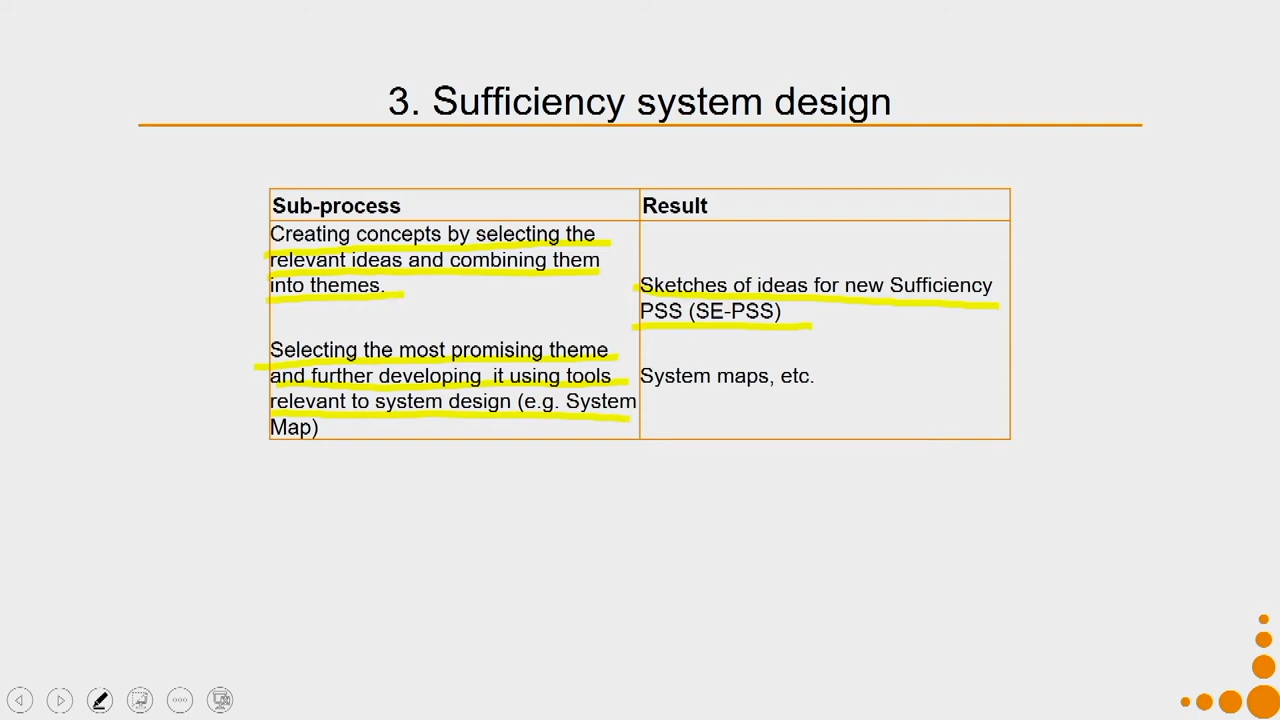 3. Sufficiency system design
Sub-process
Result
Creating concepts by selecting the
relevant ideas and combining them
into themes.
Sketches of ideas for new Sufficiency
PSS (SE-PSS)
Selecting the most promising theme
and further developing it using tools
relevant to system design (e.g. System
Map)
System maps, etc.